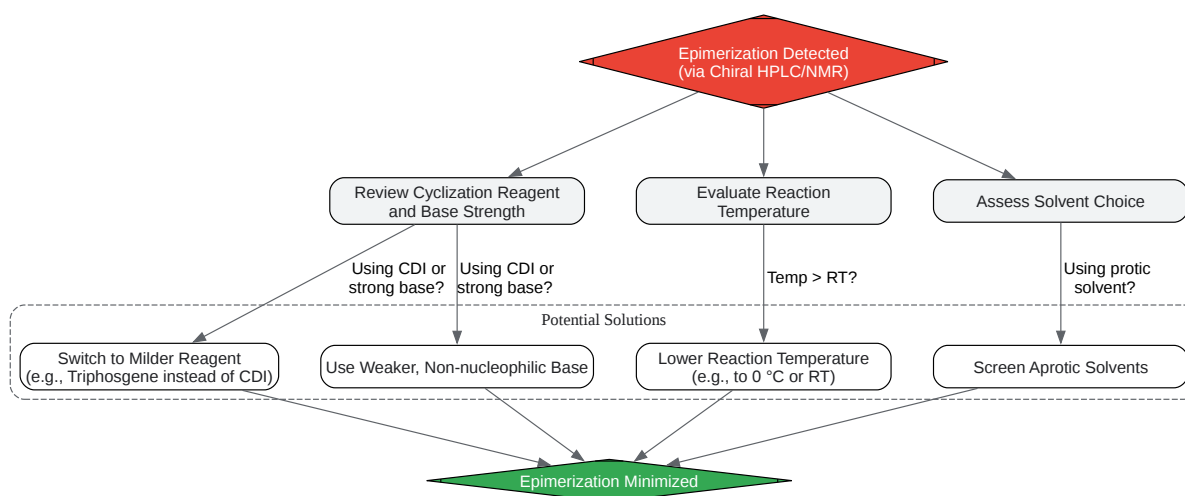 Epimerization Detected
(via Chiral HPLC/NMR)
Review Cyclization Reagent
and Base Strength
Evaluate Reaction
Temperature
Assess Solvent Choice
Using CDI or
strong base?
Using CDI or
strong base?
Temp > RT?
Using protic
solvent?
Potential Solutions
Switch to Milder Reagent
(e.g., Triphosgene instead of CDI)
Use Weaker, Non-nucleophilic Base
Lower Reaction Temperature
(e.g., to 0 °C or RT)
Screen Aprotic Solvents
Epimerization Minimized